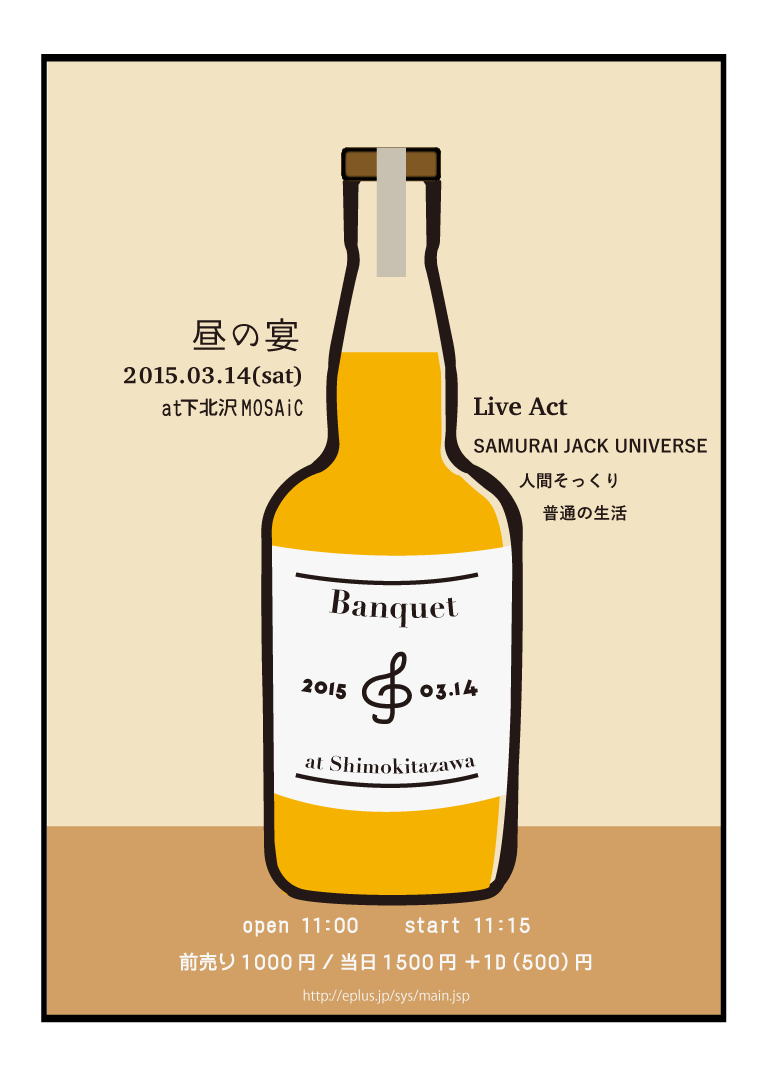 昼の宴
2015.03.14(sat)
at下北沢MOSAiC
Live Act
SAMURAI JACK UNIVERSE
人間そっくり
普通の生活
Banquet
2015 03.14
at Shimokitazawa
open 11:00 start 11:15
前売り1000円/当日1500円+1D(500)円
http://eplus.jp/sys/main.jsp